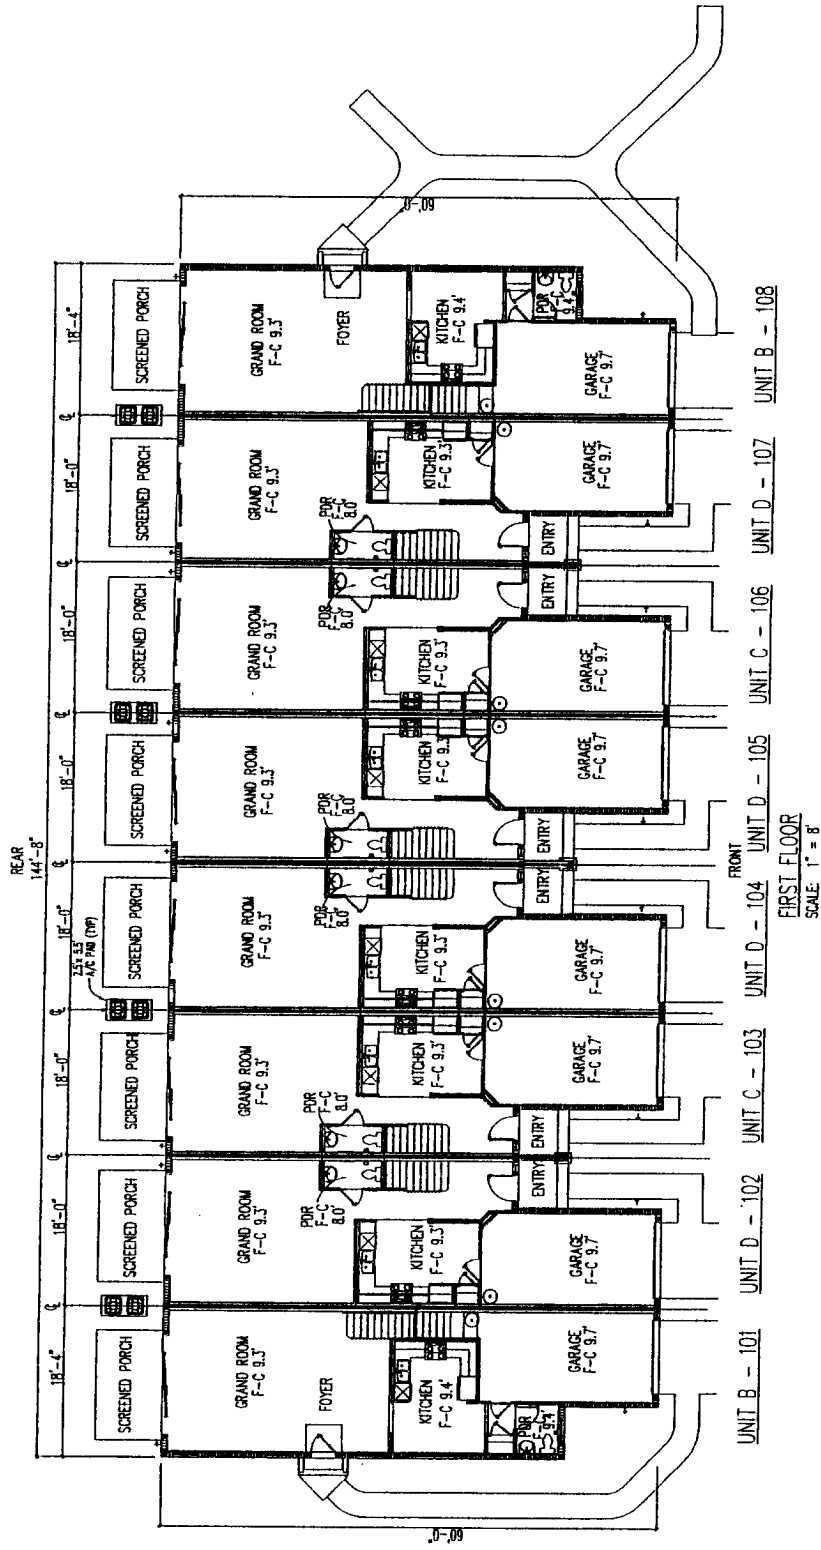 REAR
144'-8"
18'-4"
18'-0"
18'-0"
18'-0"
18'-0"
18'-0"
18'-0"
18'-4"
2.5 x 5.5
A/C PAD (TYP)
SCREENED PORCH
SCREENED PORCH
SCREENED PORCH
SCREENED PORCH
SCREENED PORCH
SCREENED PORCH
SCREENED PORCH
SCREENED PORCH
GRAND ROOM
F-C 9.3'
GRAND ROOM
F-C 9.3'
GRAND ROOM
F-C 9.3'
GRAND ROOM
F-C 9.3'
GRAND ROOM
F-C 9.3'
GRAND ROOM
F-C 9.3'
GRAND ROOM
F-C 9.3'
GRAND ROOM
F-C 9.3'
FOYER
PDR
F-C
8.0'
PDR
F-C
8.0'
PDR
F-C
8.0'
PDR
F-C
8.0'
PDR
F-C
8.0'
PDR
F-C
8.0'
FOYER
KITCHEN
F-C 9.4'
KITCHEN
F-C 9.3'
KITCHEN
F-C 9.3'
KITCHEN
F-C 9.3'
KITCHEN
F-C 9.3'
KITCHEN
F-C 9.3'
KITCHEN
F-C 9.3'
KITCHEN
F-C 9.4'
PDR
F-C
9.4'
ENTRY
ENTRY
ENTRY
ENTRY
ENTRY
ENTRY
PDR
F-C
9.4'
GARAGE
F-C 9.7'
GARAGE
F-C 9.7'
GARAGE
F-C 9.7'
GARAGE
F-C 9.7'
GARAGE
F-C 9.7'
GARAGE
F-C 9.7'
GARAGE
F-C 9.7'
GARAGE
F-C 9.7'
60'-0"
60'-0"
FRONT
UNIT B - 101
UNIT D - 102
UNIT C - 103
UNIT D - 104
UNIT D - 105
UNIT C - 106
UNIT D - 107
UNIT B - 108
FIRST FLOOR
SCALE: 1" = 8'